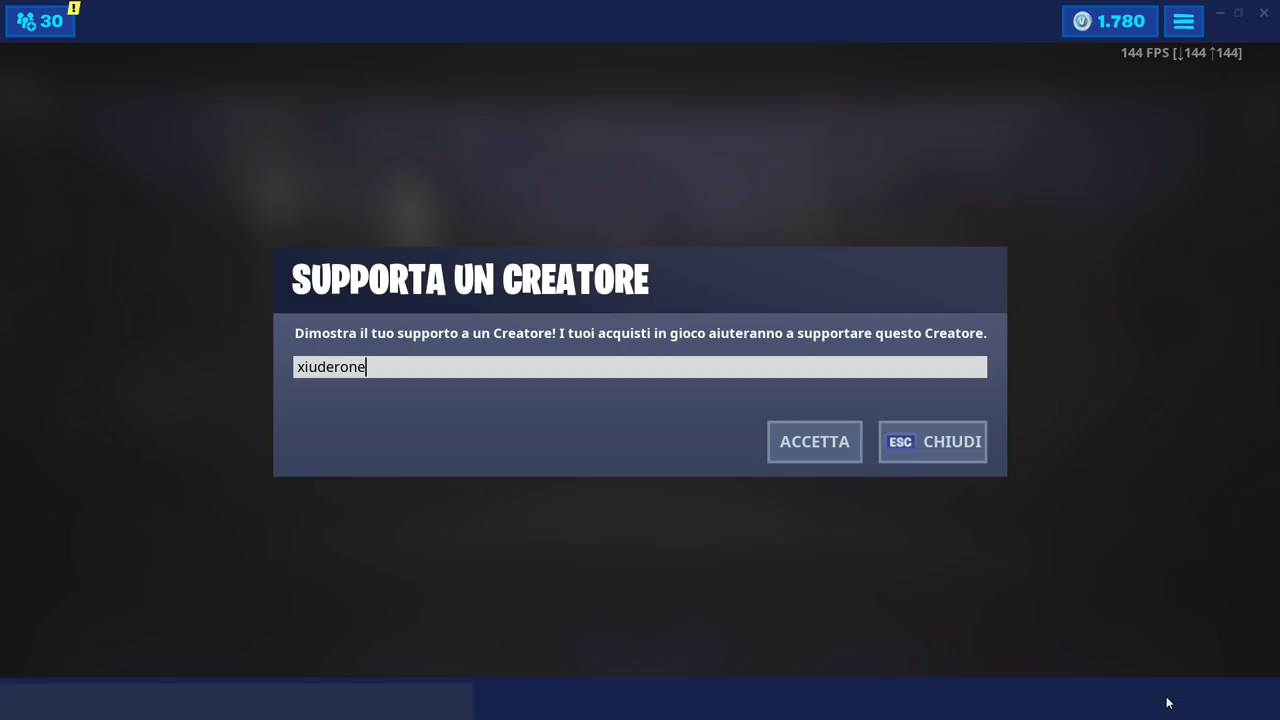 30
!
1.780
144 FPS [↓144 ↑144]
SUPPORTA UN CREATORE
Dimostra il tuo supporto a un Creatore! I tuoi acquisti in gioco aiuteranno a supportare questo Creatore.
xiuderone
ACCETTA
ESC CHIUDI